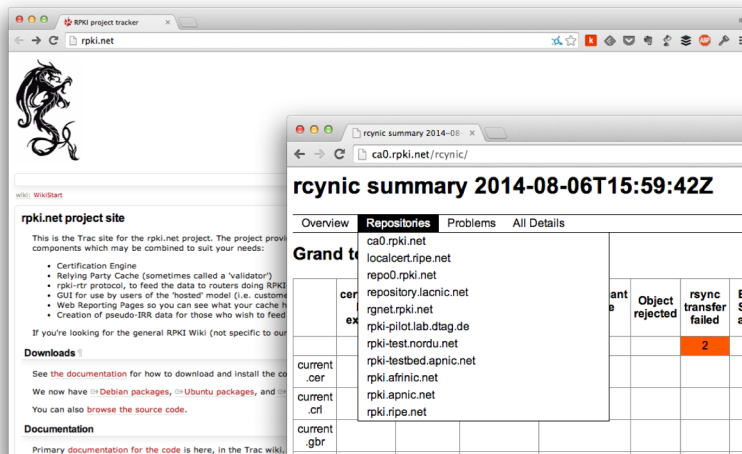 RPKI project tracker
rpki.net
wiki: WikiStart
rpki.net project site
This is the Trac site for the rpki.net project. The project
components which may be combined to suit your needs:
Certification Engine
Relying Party Cache (sometimes called a 'validator')
rpki-rtr protocol, to feed the data to routers doing RPKI-
GUI for use by users of the 'hosted' model (i.e.
Web Reporting Pages so you can see what your cache
Creation of pseudo-IRR data for those who wish to feed
If you're looking for the general RPKI Wiki (not specific to
Downloads ¶
See the documentation for how to download and install the
We now have Debian packages, Ubuntu packages, and
You can also browse the source code.
Documentation
Primary documentation for the code is here, in the Trac wiki,
rcynic summary 2014-08-
ca0.rpki.net/rcynic/
rcynic summary 2014-08-06T15:59:42Z
Overview Repositories Problems All Details
Grand
ca0.rpki.net
localcert.ripe.net
repo0.rpki.net
repository.lacnic.net
rgnet.rpki.net
rpki-pilot.lab.dtag.de
rpki-test.nordu.net
rpki-testbed.apnic.net
rpki.afrinic.net
rpki.apnic.net
rpki.ripe.net
Object
rejected
rsync
transfer
failed
2
current
.cer
current
.crl
current
.gbr